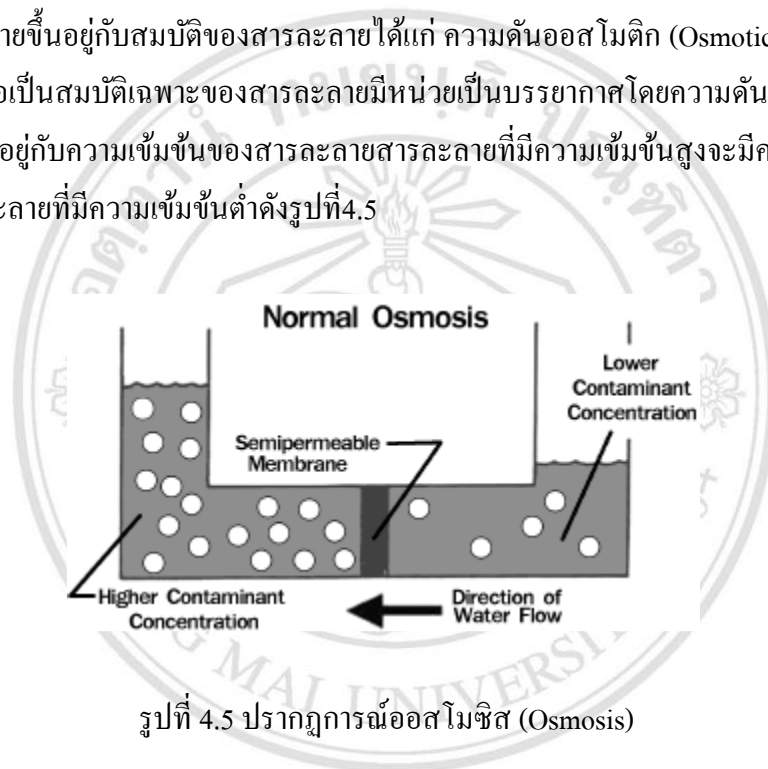 ายขึ้นอยู่กับสมบัติของสารละลายได้แก่ ความดันออสโมติก (Osmotic
อเป็นสมบัติเฉพาะของสารละลายมีหน่วยเป็นบรรยากาศโดยความดัน
อยู่กับความเข้มข้นของสารละลายสารละลายที่มีความเข้มข้นสูงจะมีค
ะลายที่มีความเข้มข้นต่ำดังรูปที่4.5
Normal Osmosis
Lower
Contaminant
Concentration
Semipermeable
Membrane
Higher Contaminant
Concentration
Direction of
Water Flow
MAI UNIVERS
รูปที่ 4.5 ปรากฏการณ์ออสโมซิส (Osmosis)